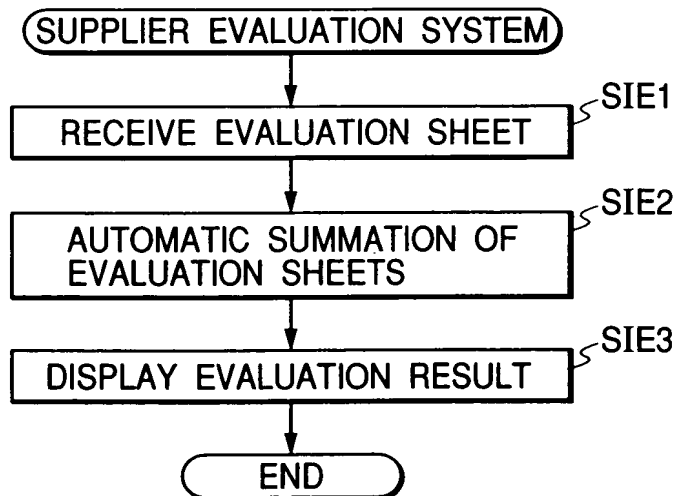 SUPPLIER EVALUATION SYSTEM
SIE1
RECEIVE EVALUATION SHEET
SIE2
AUTOMATIC SUMMATION OF
EVALUATION SHEETS
SIE3
DISPLAY EVALUATION RESULT
END